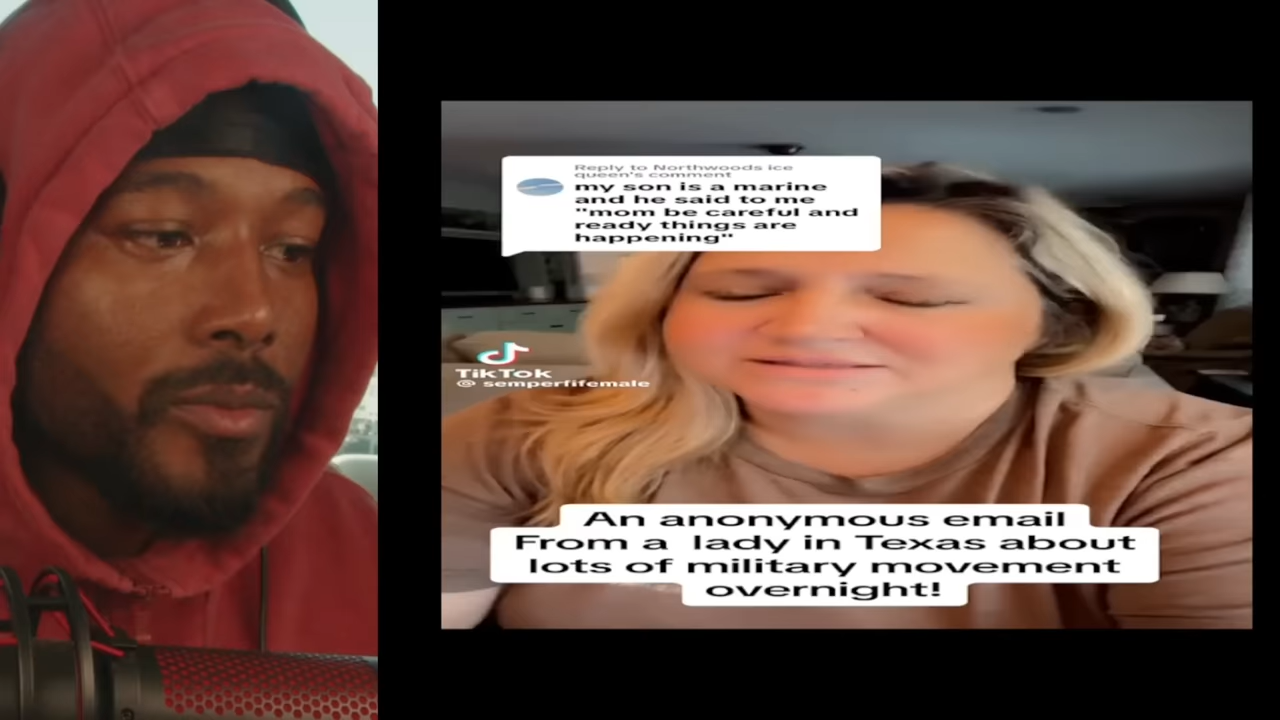 Reply to Northwoods ice
queen's comment
my son is a marine
and he said to me
"mom be careful and
ready things are
happening"
TikTok
@ semperfifemale
An anonymous email
From a lady in Texas about
lots of military movement
overnight!